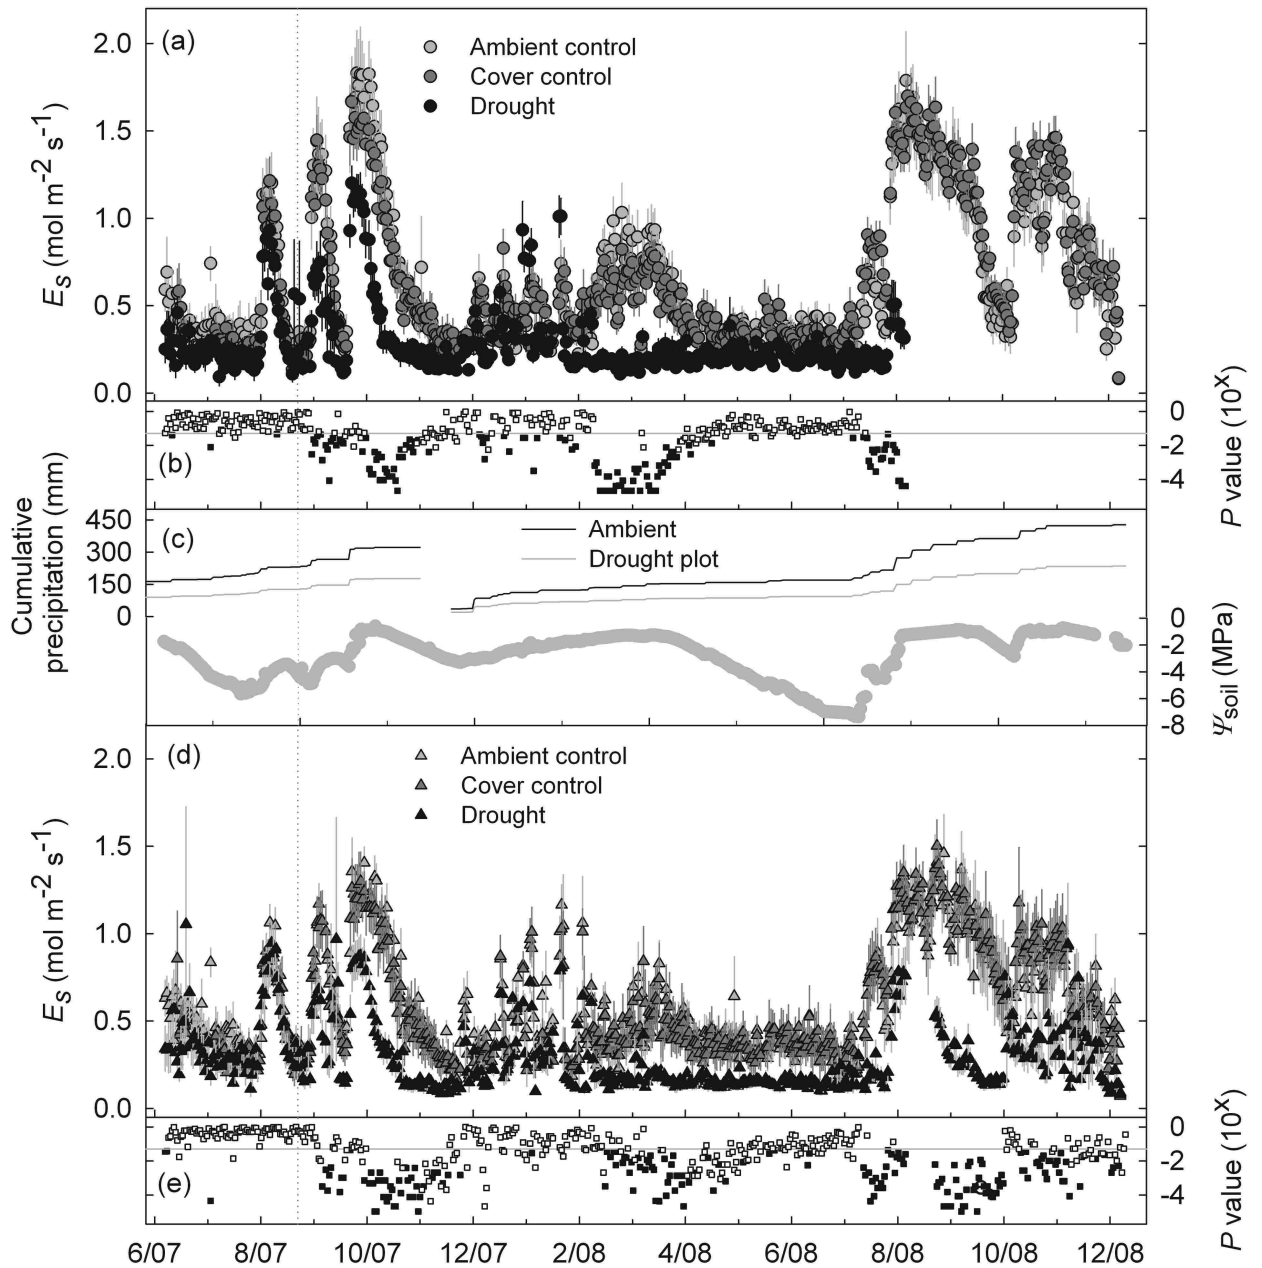 (a)
Ambient control
Cover control
Drought
2.0
1.5
1.0
0.5
0.0
E_S (mol m⁻² s⁻¹)
(b)
0
-2
-4
P value (10^X)
(c)
Ambient
Drought plot
450
300
150
0
Cumulative
precipitation (mm)
0
-2
-4
-6
-8
Ψ_soil (MPa)
(d)
Ambient control
Cover control
Drought
2.0
1.5
1.0
0.5
0.0
E_S (mol m⁻² s⁻¹)
(e)
0
-2
-4
P value (10^X)
6/07 8/07 10/07 12/07 2/08 4/08 6/08 8/08 10/08 12/08